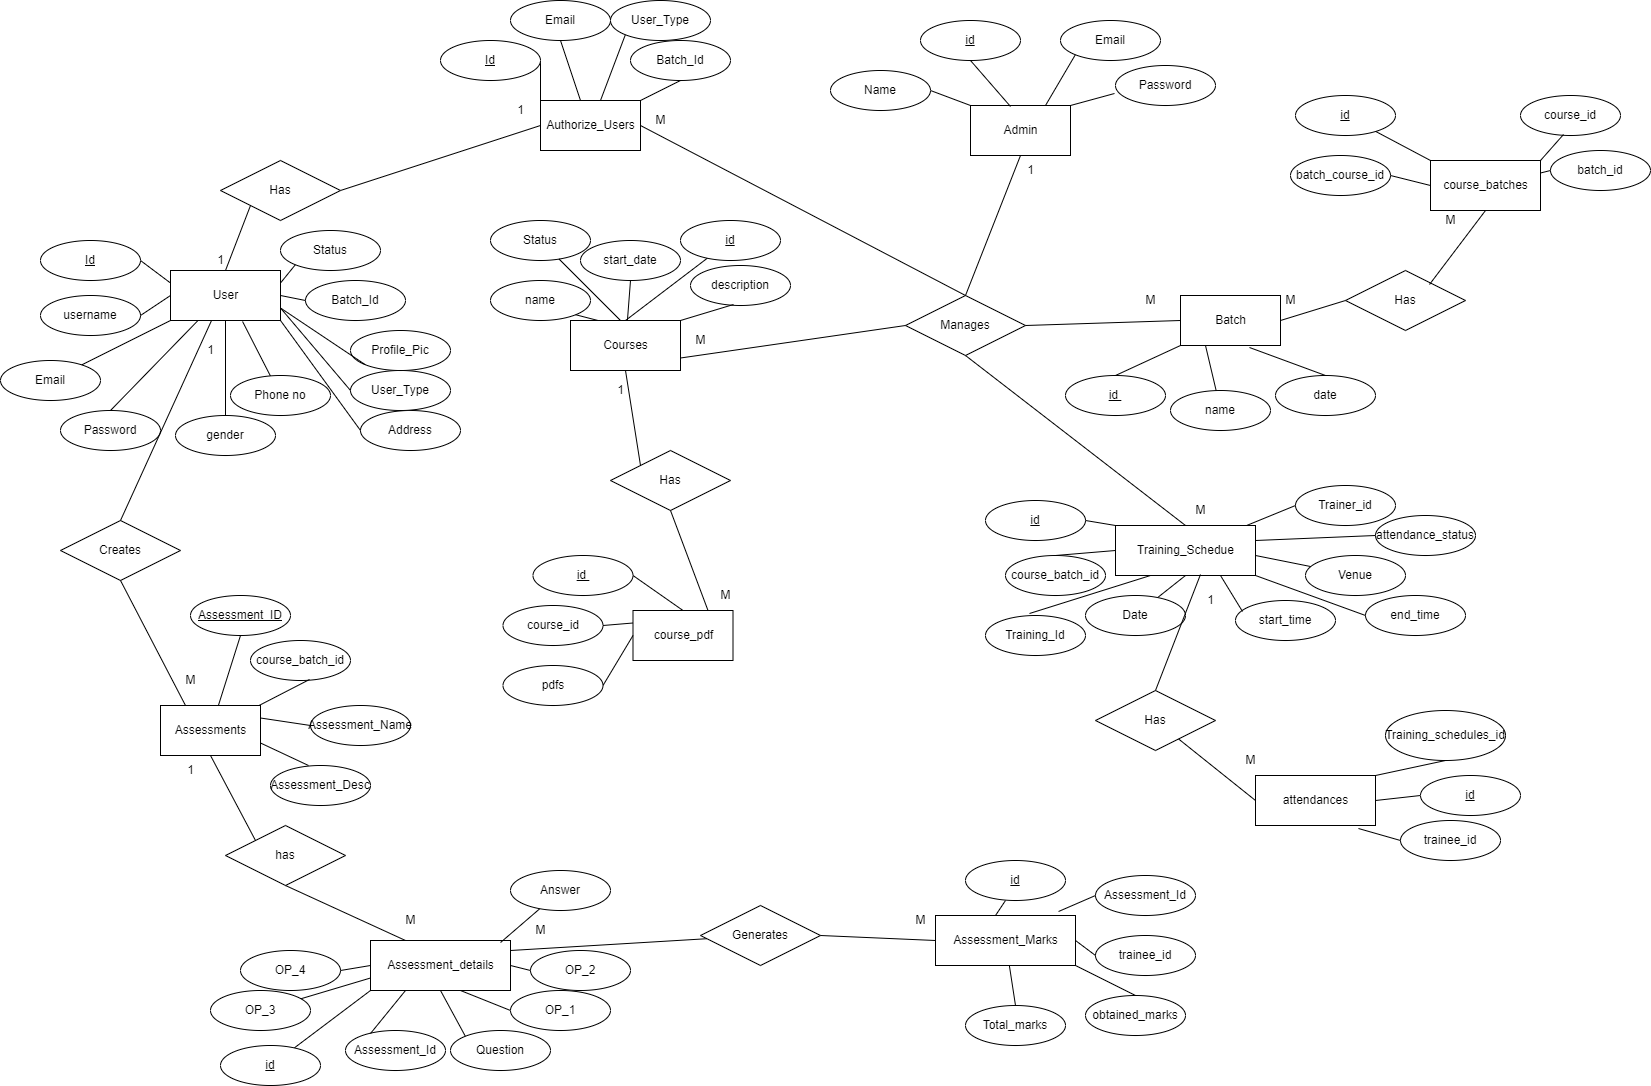 Email
User_Type
Id
Batch_Id
1
M
Authorize_Users
id
Email
Name
Password
Admin
1
id
course_id
batch_course_id
batch_id
course_batches
M
Has
1
Id
Status
username
Batch_Id
User
1
Email
Profile_Pic
User_Type
Password
Phone no
gender
Address
Status
start_date
id
name
description
Courses
M
1
Manages
M
Batch
M
Has
id
name
date
Has
M
id
course_id
course_pdf
pdfs
M
id
Trainer_id
attendance_status
Training_Schedue
course_batch_id
Venue
Training_Id
Date
1
start_time
end_time
Creates
Assessment_ID
course_batch_id
M
Assessments
Assessment_Name
Assessment_Desc
1
Has
M
Training_schedules_id
attendances
id
trainee_id
has
M
Answer
M
Assessment_details
OP_4
OP_2
OP_3
OP_1
id
Assessment_Id
Question
Generates
M
id
Assessment_Id
Assessment_Marks
trainee_id
Total_marks
obtained_marks